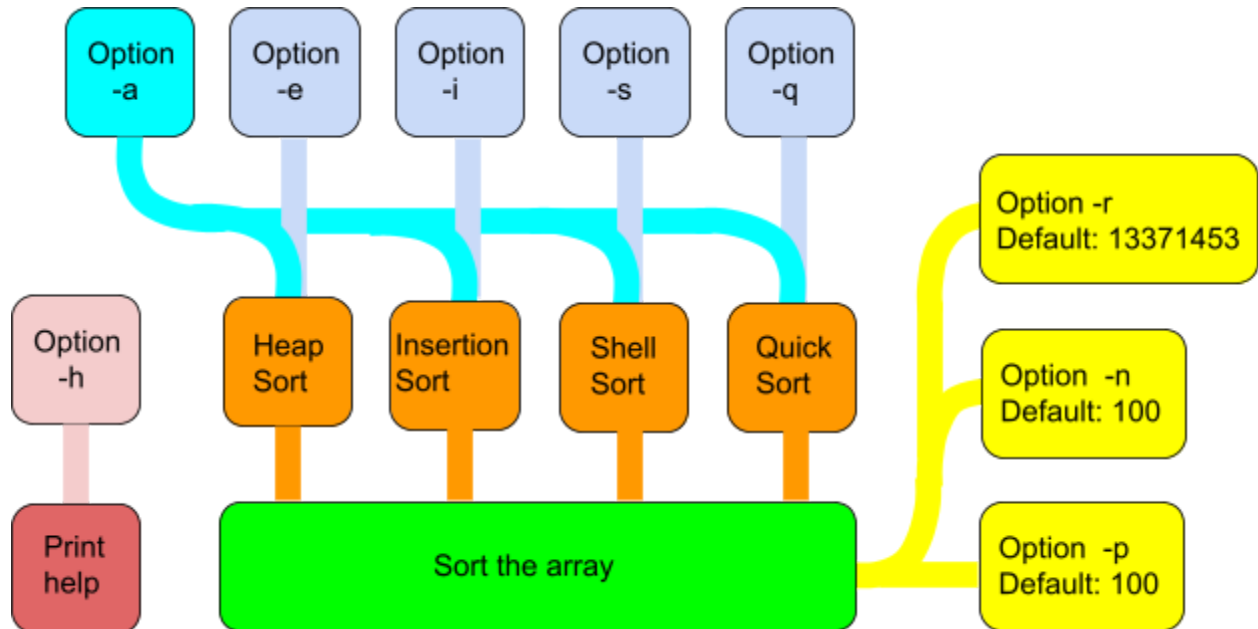 Option
-a
Option
-e
Option
-i
Option
-s
Option
-q
Option -r
Default: 13371453
Option
-h
Heap
Sort
Insertion
Sort
Shell
Sort
Quick
Sort
Option  -n
Default: 100
Print
help
Sort the array
Option  -p
Default: 100